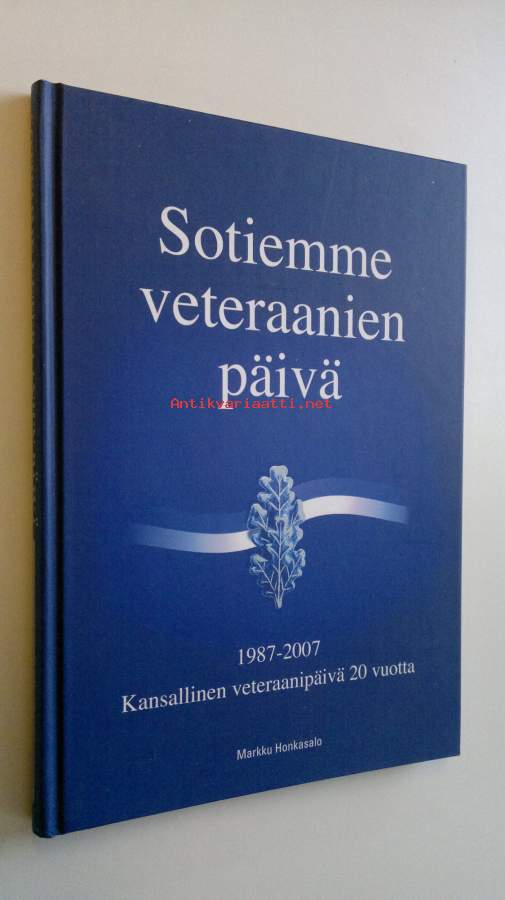 Sotiemme
veteraanien
päivä
Antikvariaatti.net
1987-2007
Kansallinen veteraanipäivä 20 vuotta
Markku Honkasalo